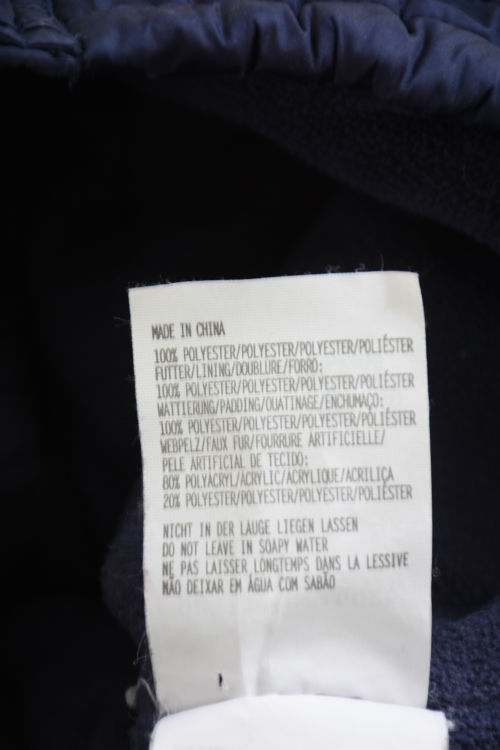 MADE IN CHINA
100% POLYESTER/POLYESTER/POLYESTER/POLIÉSTER
FUTTER/LINING/DOUBLURE/FORRO:
100% POLYESTER/POLYESTER/POLYESTER/POLIÉSTER
WATTIERUNG/PADDING/OUATINAGE/ENCHUMAÇO:
100% POLYESTER/POLYESTER/POLYESTER/POLIÉSTER
WEBPELZ/FAUX FUR/FOURRURE ARTIFICIELLE/
PELE ARTIFICIAL DE TECIDO:
80% POLYACRYL/ACRYLIC/ACRYLIQUE/ACRILIÇA
20% POLYESTER/POLYESTER/POLYESTER/POLIÉSTER
NICHT IN DER LAUGE LIEGEN LASSEN
DO NOT LEAVE IN SOAPY WATER
NE PAS LAISSER LONGTEMPS DANS LA LESSIVE
NÃO DEIXAR EM ÁGUA COM SABÃO